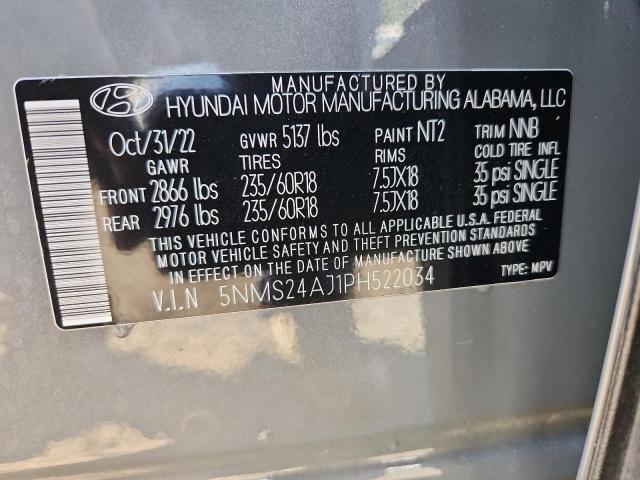 MANUFACTURED BY
HYUNDAI MOTOR MANUFACTURING ALABAMA, LLC
Oct/31/22 GVWR 5137 lbs PAINT NT2 TRIM NNB
GAWR TIRES RIMS COLD TIRE INFL
FRONT 2866 lbs 235/60R18 7.5JX18 35 psi SINGLE
REAR 2976 lbs 235/60R18 7.5JX18 35 psi SINGLE
THIS VEHICLE CONFORMS TO ALL APPLICABLE U.S.A. FEDERAL
MOTOR VEHICLE SAFETY AND THEFT PREVENTION STANDARDS
IN EFFECT ON THE DATE OF MANUFACTURE SHOWN ABOVE
V.I.N 5NMS24AJ1PH522034 TYPE: MPV